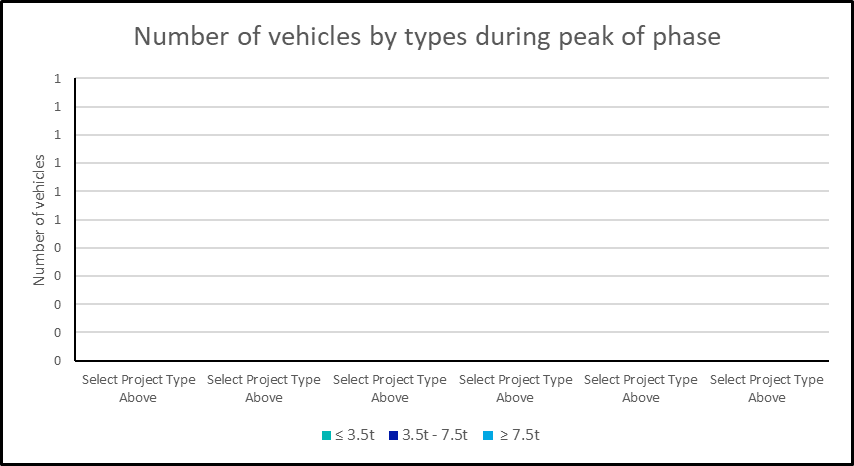 Number of vehicles by types during peak of phase
Number of vehicles
1
1
1
1
1
1
0
0
0
0
0
Select Project Type
Above
Select Project Type
Above
Select Project Type
Above
Select Project Type
Above
Select Project Type
Above
Select Project Type
Above
≤ 3.5t
3.5t - 7.5t
≥ 7.5t